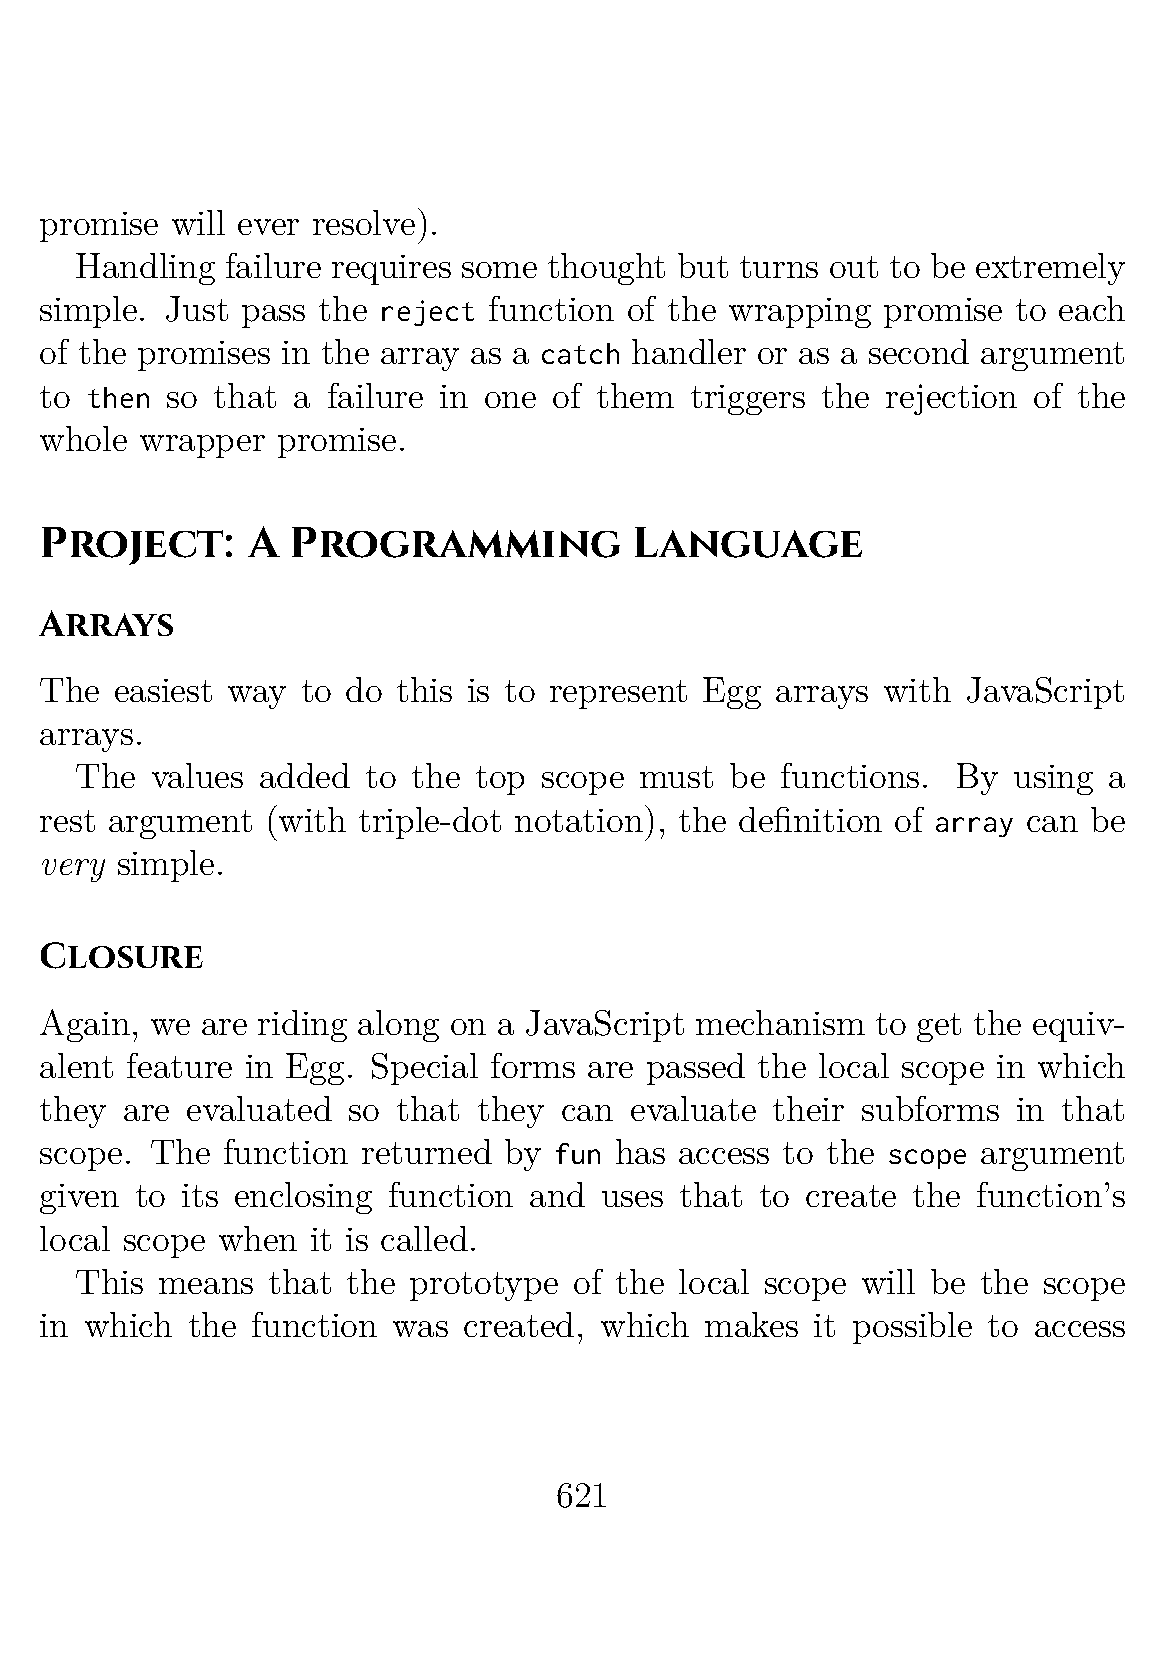 promise will ever resolve).
Handling failure requires some thought but turns out to be extremely
simple. Just pass the reject function of the wrapping promise to each
of the promises in the array as a catch handler or as a second argument
to then so that a failure in one of them triggers the rejection of the
whole wrapper promise.
Project: A Programming Language
Arrays
The easiest way to do this is to represent Egg arrays with JavaScript
arrays.
The values added to the top scope must be functions. By using a
rest argument (with triple-dot notation), the definition of array can be
very simple.
Closure
Again, we are riding along on a JavaScript mechanism to get the equiv-
alent feature in Egg. Special forms are passed the local scope in which
they are evaluated so that they can evaluate their subforms in that
scope. The function returned by fun has access to the scope argument
given to its enclosing function and uses that to create the function’s
local scope when it is called.
This means that the prototype of the local scope will be the scope
in which the function was created, which makes it possible to access
621